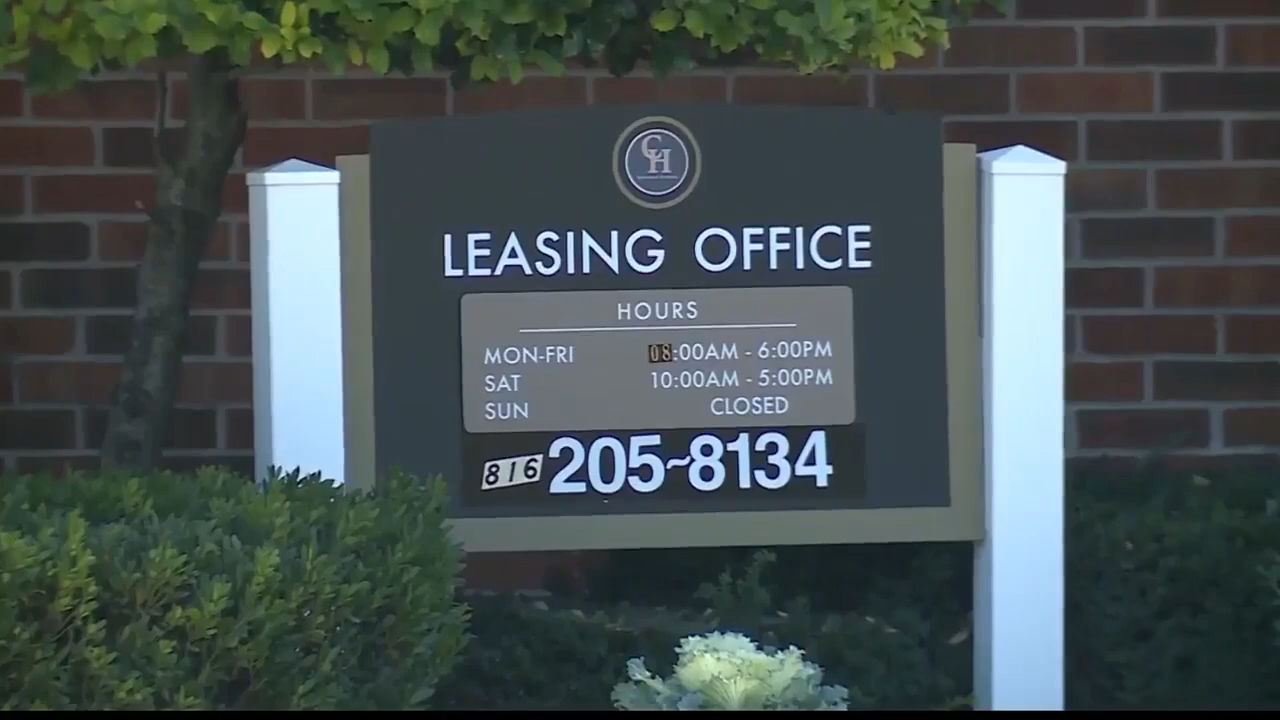 CH
LEASING OFFICE
HOURS
MON-FRI 08:00AM - 6:00PM
SAT 10:00AM - 5:00PM
SUN CLOSED
816 205~8134